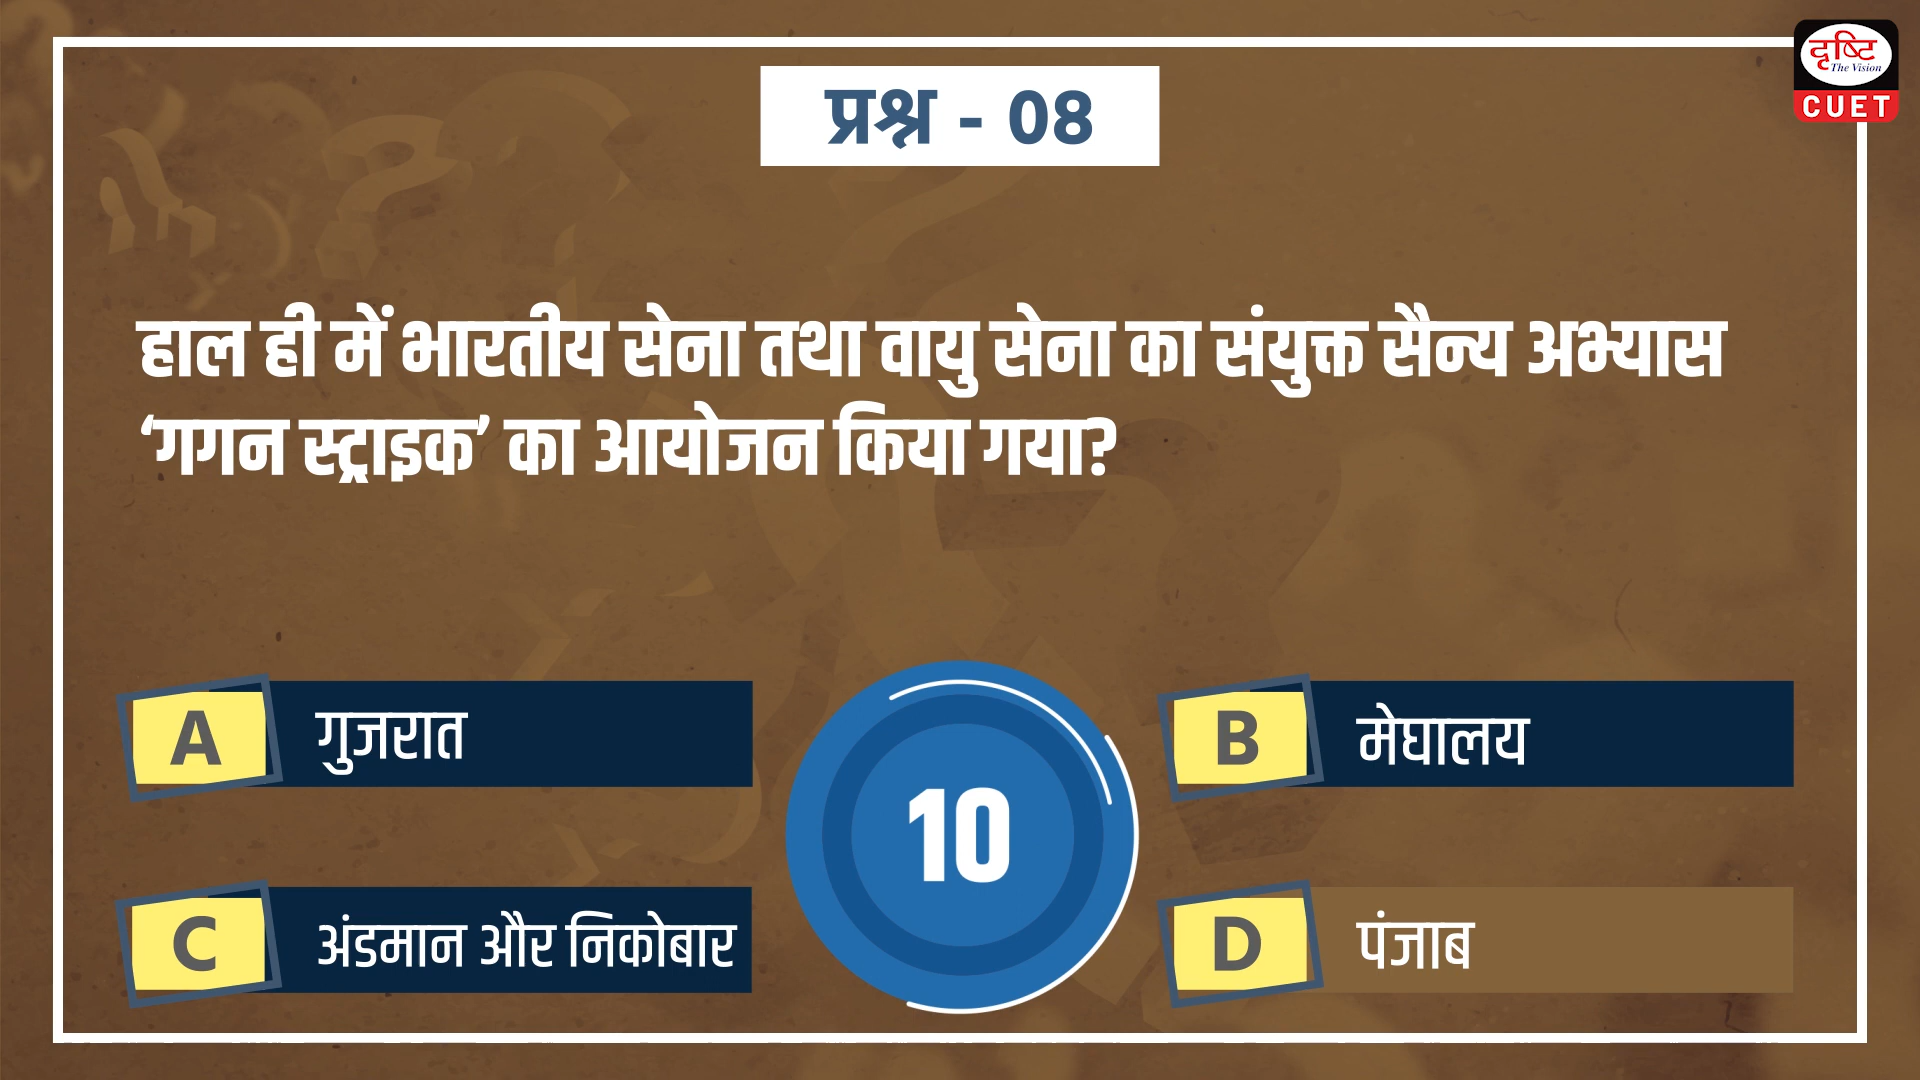 दृष्टि
The Vision
CUET
प्रश्न - 08
हाल ही में भारतीय सेना तथा वायु सेना का संयुक्त सैन्य अभ्यास
‘गगन स्ट्राइक’ का आयोजन किया गया?
A गुजरात
B मेघालय
10
C अंडमान और निकोबार
D पंजाब